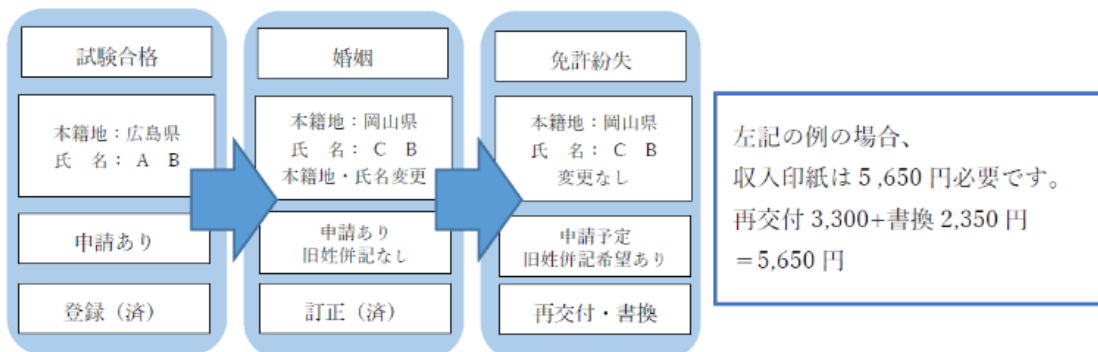 試験合格
本籍地：広島県
氏　名： A　B
申請あり
登録（済）
婚姻
本籍地：岡山県
氏　名： C　B
本籍地・氏名変更
申請あり
旧姓併記なし
訂正（済）
免許紛失
本籍地：岡山県
氏　名： C　B
変更なし
申請予定
旧姓併記希望あり
再交付・書換
左記の例の場合、
収入印紙は 5,650 円必要です。
再交付 3,300+書換 2,350 円
＝5,650 円